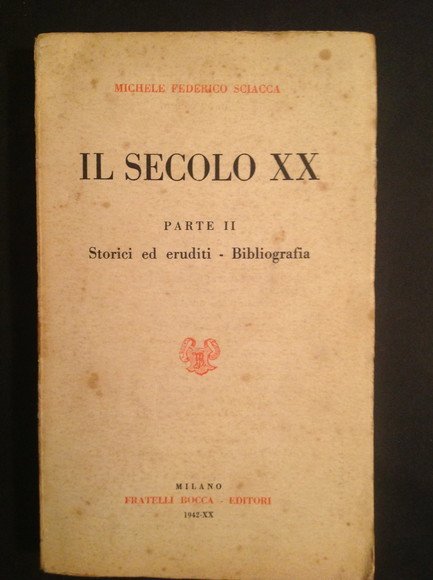 MICHELE FEDERICO SCIACCA
IL SECOLO XX
PARTE II
Storici ed eruditi - Bibliografia
MILANO
FRATELLI BOCCA - EDITORI
1942-XX